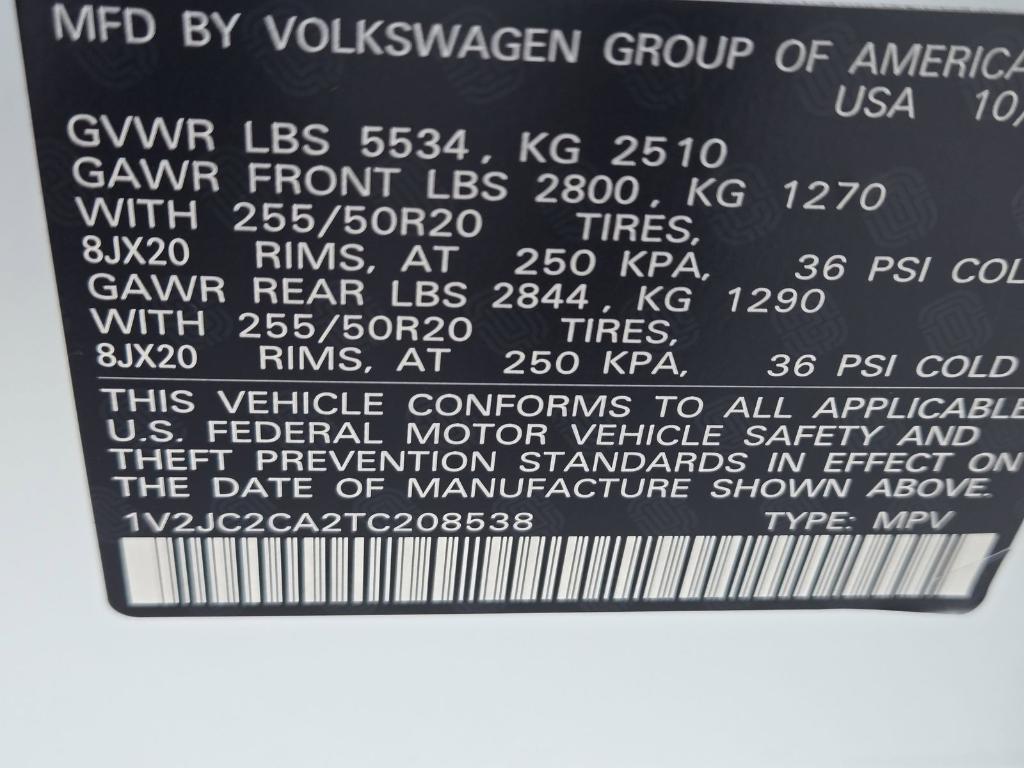 MFD BY VOLKSWAGEN GROUP OF AMERICA
USA 10/
GVWR LBS 5534, KG 2510
GAWR FRONT LBS 2800, KG 1270
WITH 255/50R20 TIRES,
8JX20 RIMS, AT 250 KPA, 36 PSI COL
GAWR REAR LBS 2844, KG 1290
WITH 255/50R20 TIRES,
8JX20 RIMS, AT 250 KPA, 36 PSI COLD
THIS VEHICLE CONFORMS TO ALL APPLICABLE
U.S. FEDERAL MOTOR VEHICLE SAFETY AND
THEFT PREVENTION STANDARDS IN EFFECT ON
THE DATE OF MANUFACTURE SHOWN ABOVE.
1V2JC2CA2TC208538 TYPE: MPV